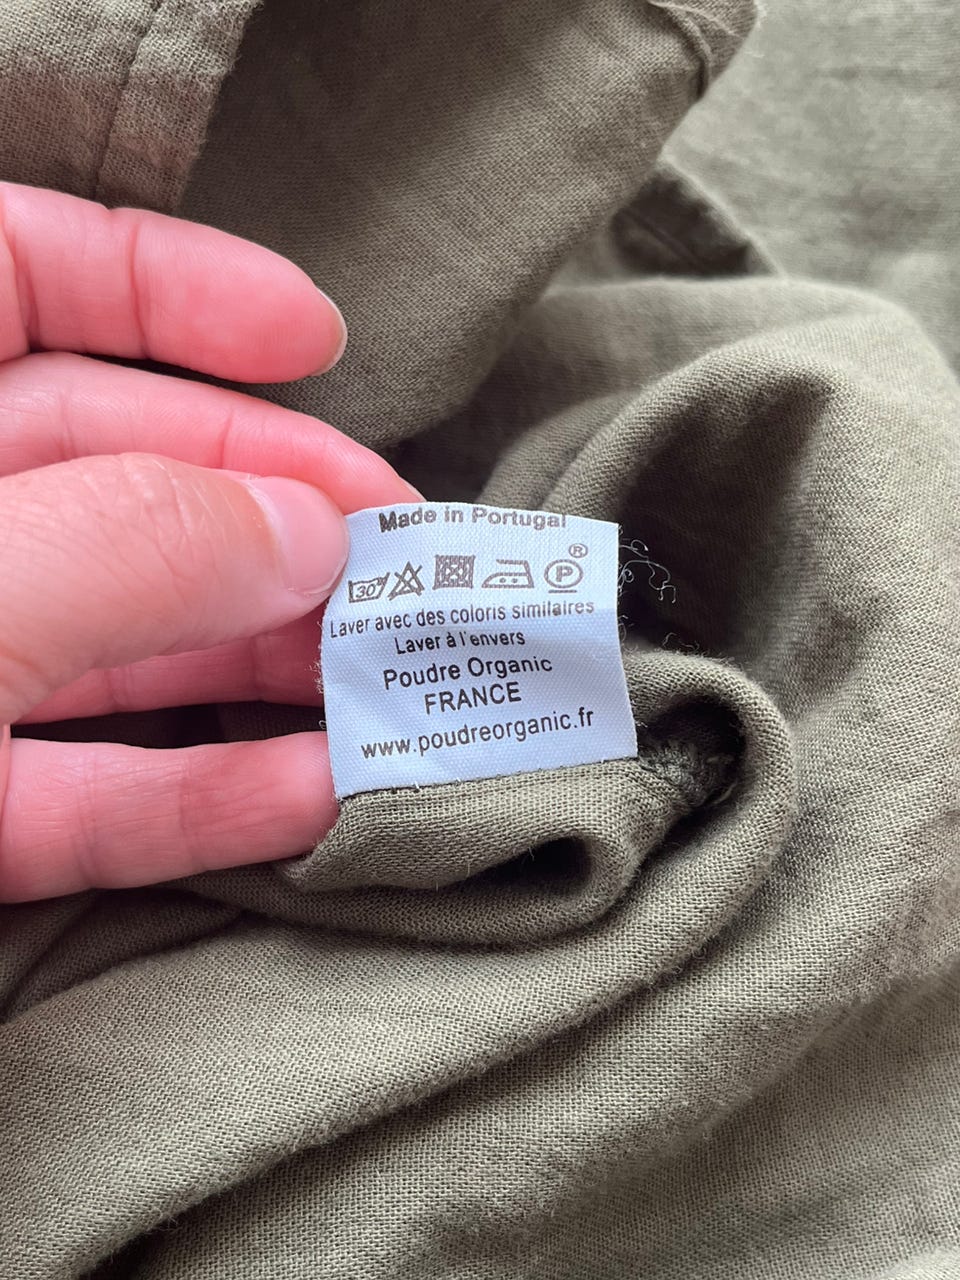 Made in Portugal
30° P ®
Laver avec des coloris similaires
Laver à l'envers
Poudre Organic
FRANCE
www.poudreorganic.fr